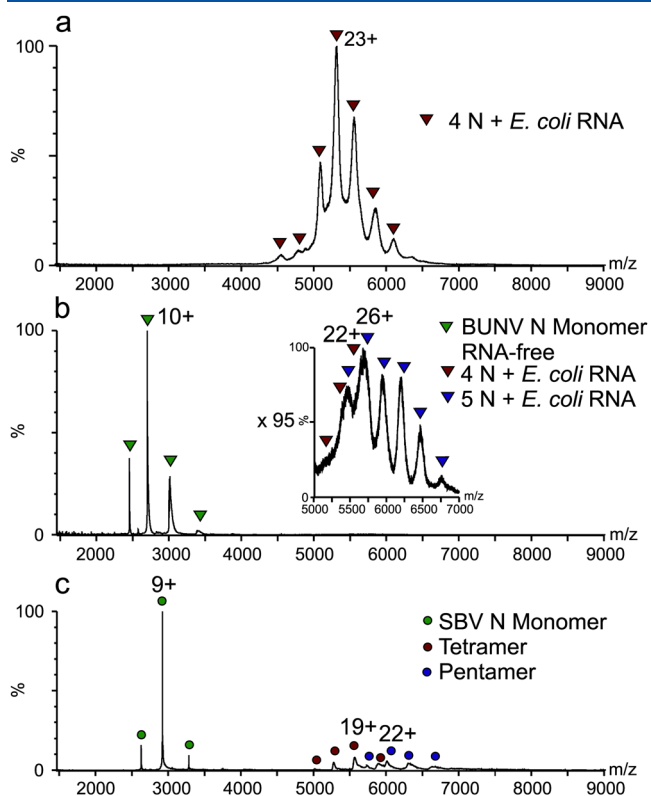 a
23+
100
4 N + E. coli RNA
%
0
m/z
2000 3000 4000 5000 6000 7000 8000 9000
b
10+
26+
22+
BUNV N Monomer
RNA-free
4 N + E. coli RNA
5 N + E. coli RNA
100
100
x 95
%
%
0
m/z
5000 5500 6000 6500 7000
0
m/z
2000 3000 4000 5000 6000 7000 8000 9000
c
9+
100
SBV N Monomer
Tetramer
Pentamer
%
19+
22+
0
m/z
2000 3000 4000 5000 6000 7000 8000 9000